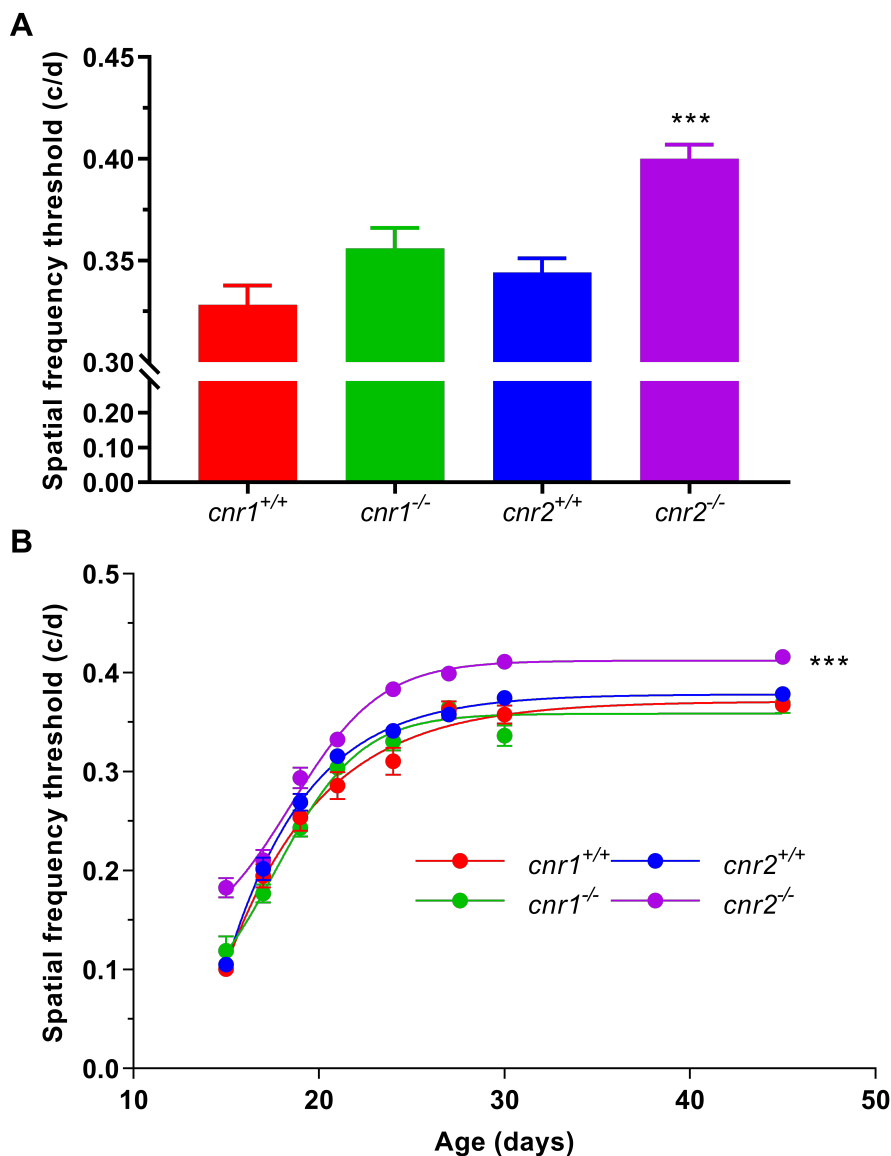 A
Spatial frequency threshold (c/d)
0.45
0.40
0.35
0.30
0.20
0.10
0.00
***
cnr1+/+ cnr1-/- cnr2+/+ cnr2-/-
B
Spatial frequency threshold (c/d)
0.5
0.4
0.3
0.2
0.1
0.0
***
cnr1+/+ cnr2+/+
cnr1-/- cnr2-/-
10 20 30 40 50
Age (days)